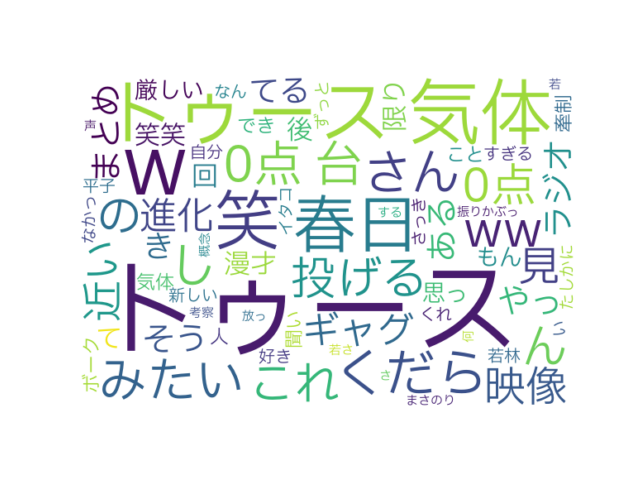 トゥース
気体
厳しい
なん
てる
ずっと
限り
若
牽制
まとめ
声
笑笑
でき
後
w
自分
回
0点
台
さん
こと
すぎる
0点
ラジオ
平子
なかっ
の
進化
笑
イタコ
春日
さっき
ある
振りかぶっ
ww
する
近い
き
し
概念
漫才
投げる
思っ
もん
見
たしかに
気体
新しい
トゥース
やっ
ん
い
て
そう
人
考察
放っ
聞い
ギャグ
くれ
何
ボーク
みたい
好き
これ
若さ
さ
くだら
若林
映像
まさのり